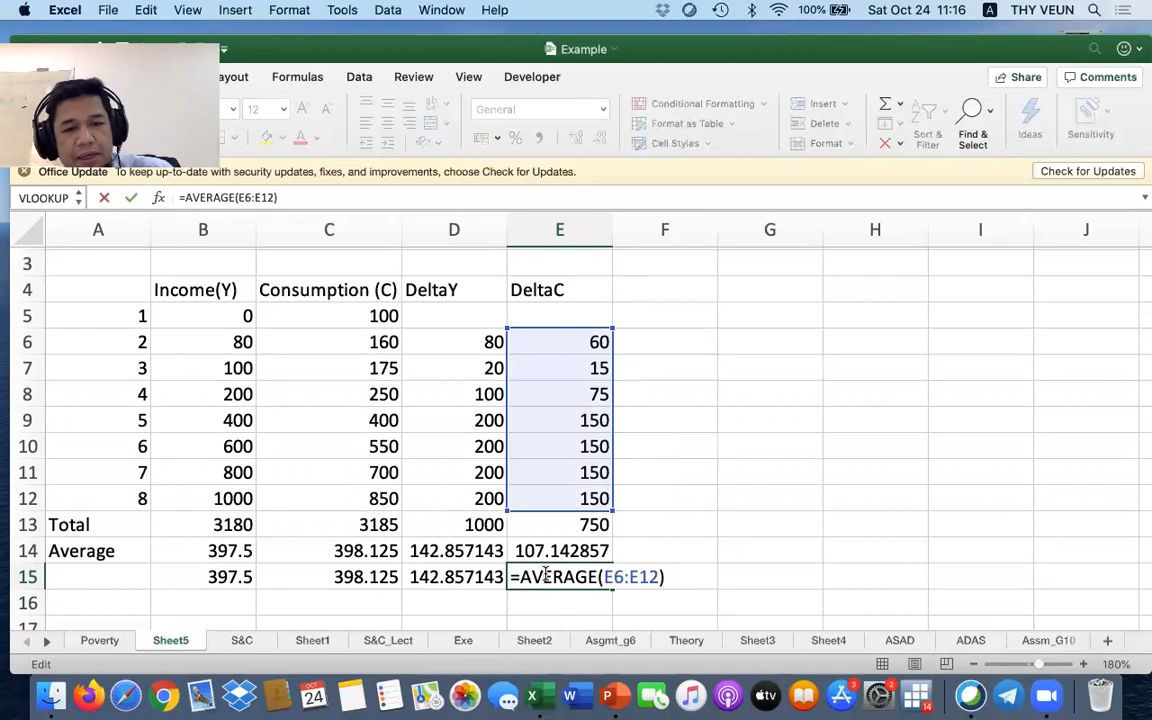 Excel File Edit View Insert Format Tools Data Window Help 100% Sat Oct 24 11:16 A THY VEUN
Example
ayout Formulas Data Review View Developer Share Comments
12 General Conditional Formatting Insert
Format as Table Delete
Cell Styles Format
Sort & Filter Find & Select Ideas Sensitivity
Office Update To keep up-to-date with security updates, fixes, and improvements, choose Check for Updates. Check for Updates
VLOOKUP fx =AVERAGE(E6:E12)
A B C D E F G H I J
3
4 Income(Y) Consumption (C) DeltaY DeltaC
5 1 0 100
6 2 80 160 80 60
7 3 100 175 20 15
8 4 200 250 100 75
9 5 400 400 200 150
10 6 600 550 200 150
11 7 800 700 200 150
12 8 1000 850 200 150
13 Total 3180 3185 1000 750
14 Average 397.5 398.125 142.857143 107.142857
15 397.5 398.125 142.857143 =AVERAGE(E6:E12)
16
17
Poverty Sheet5 S&C Sheet1 S&C_Lect Exe Sheet2 Asgmt_g6 Theory Sheet3 Sheet4 ASAD ADAS Assm_G10
Edit 180%
OCT 24 tv 3 14